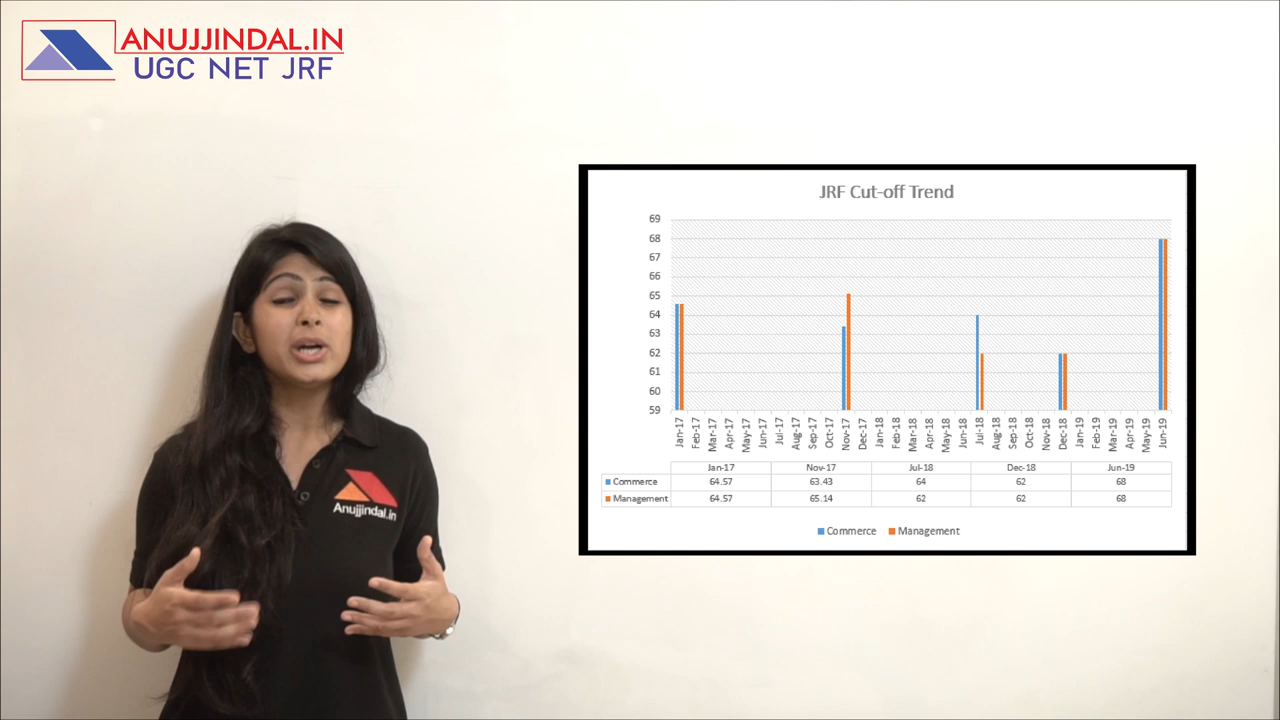 ANUJJINDAL.IN
UGC NET JRF
JRF Cut-off Trend
69
68
67
66
65
64
63
62
61
60
59
Jan-17 Feb-17 Mar-17 Apr-17 May-17 Jun-17 Jul-17 Aug-17 Sep-17 Oct-17 Nov-17 Dec-17 Jan-18 Feb-18 Mar-18 Apr-18 May-18 Jun-18 Jul-18 Aug-18 Sep-18 Oct-18 Nov-18 Dec-18 Jan-19 Feb-19 Mar-19 Apr-19 May-19 Jun-19
Jan-17 Nov-17 Jul-18 Dec-18 Jun-19
Commerce 64.57 63.43 64 62 68
Management 64.57 65.14 62 62 68
Commerce Management
Anujjindal.in